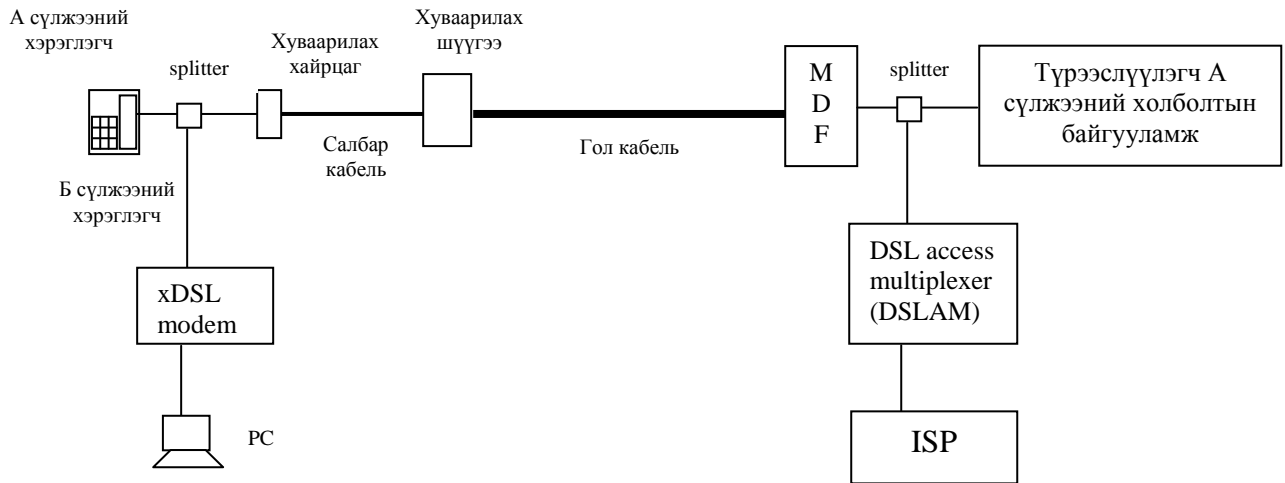 А сүлжээний
хэрэглэгч
splitter
Хуваарилах
хайрцаг
Хуваарилах
шүүгээ
M
D
F
splitter
Түрээслүүлэгч А
сүлжээний холболтын
байгууламж
Салбар
кабель
Гол кабель
Б сүлжээний
хэрэглэгч
xDSL
modem
DSL access
multiplexer
(DSLAM)
PC
ISP